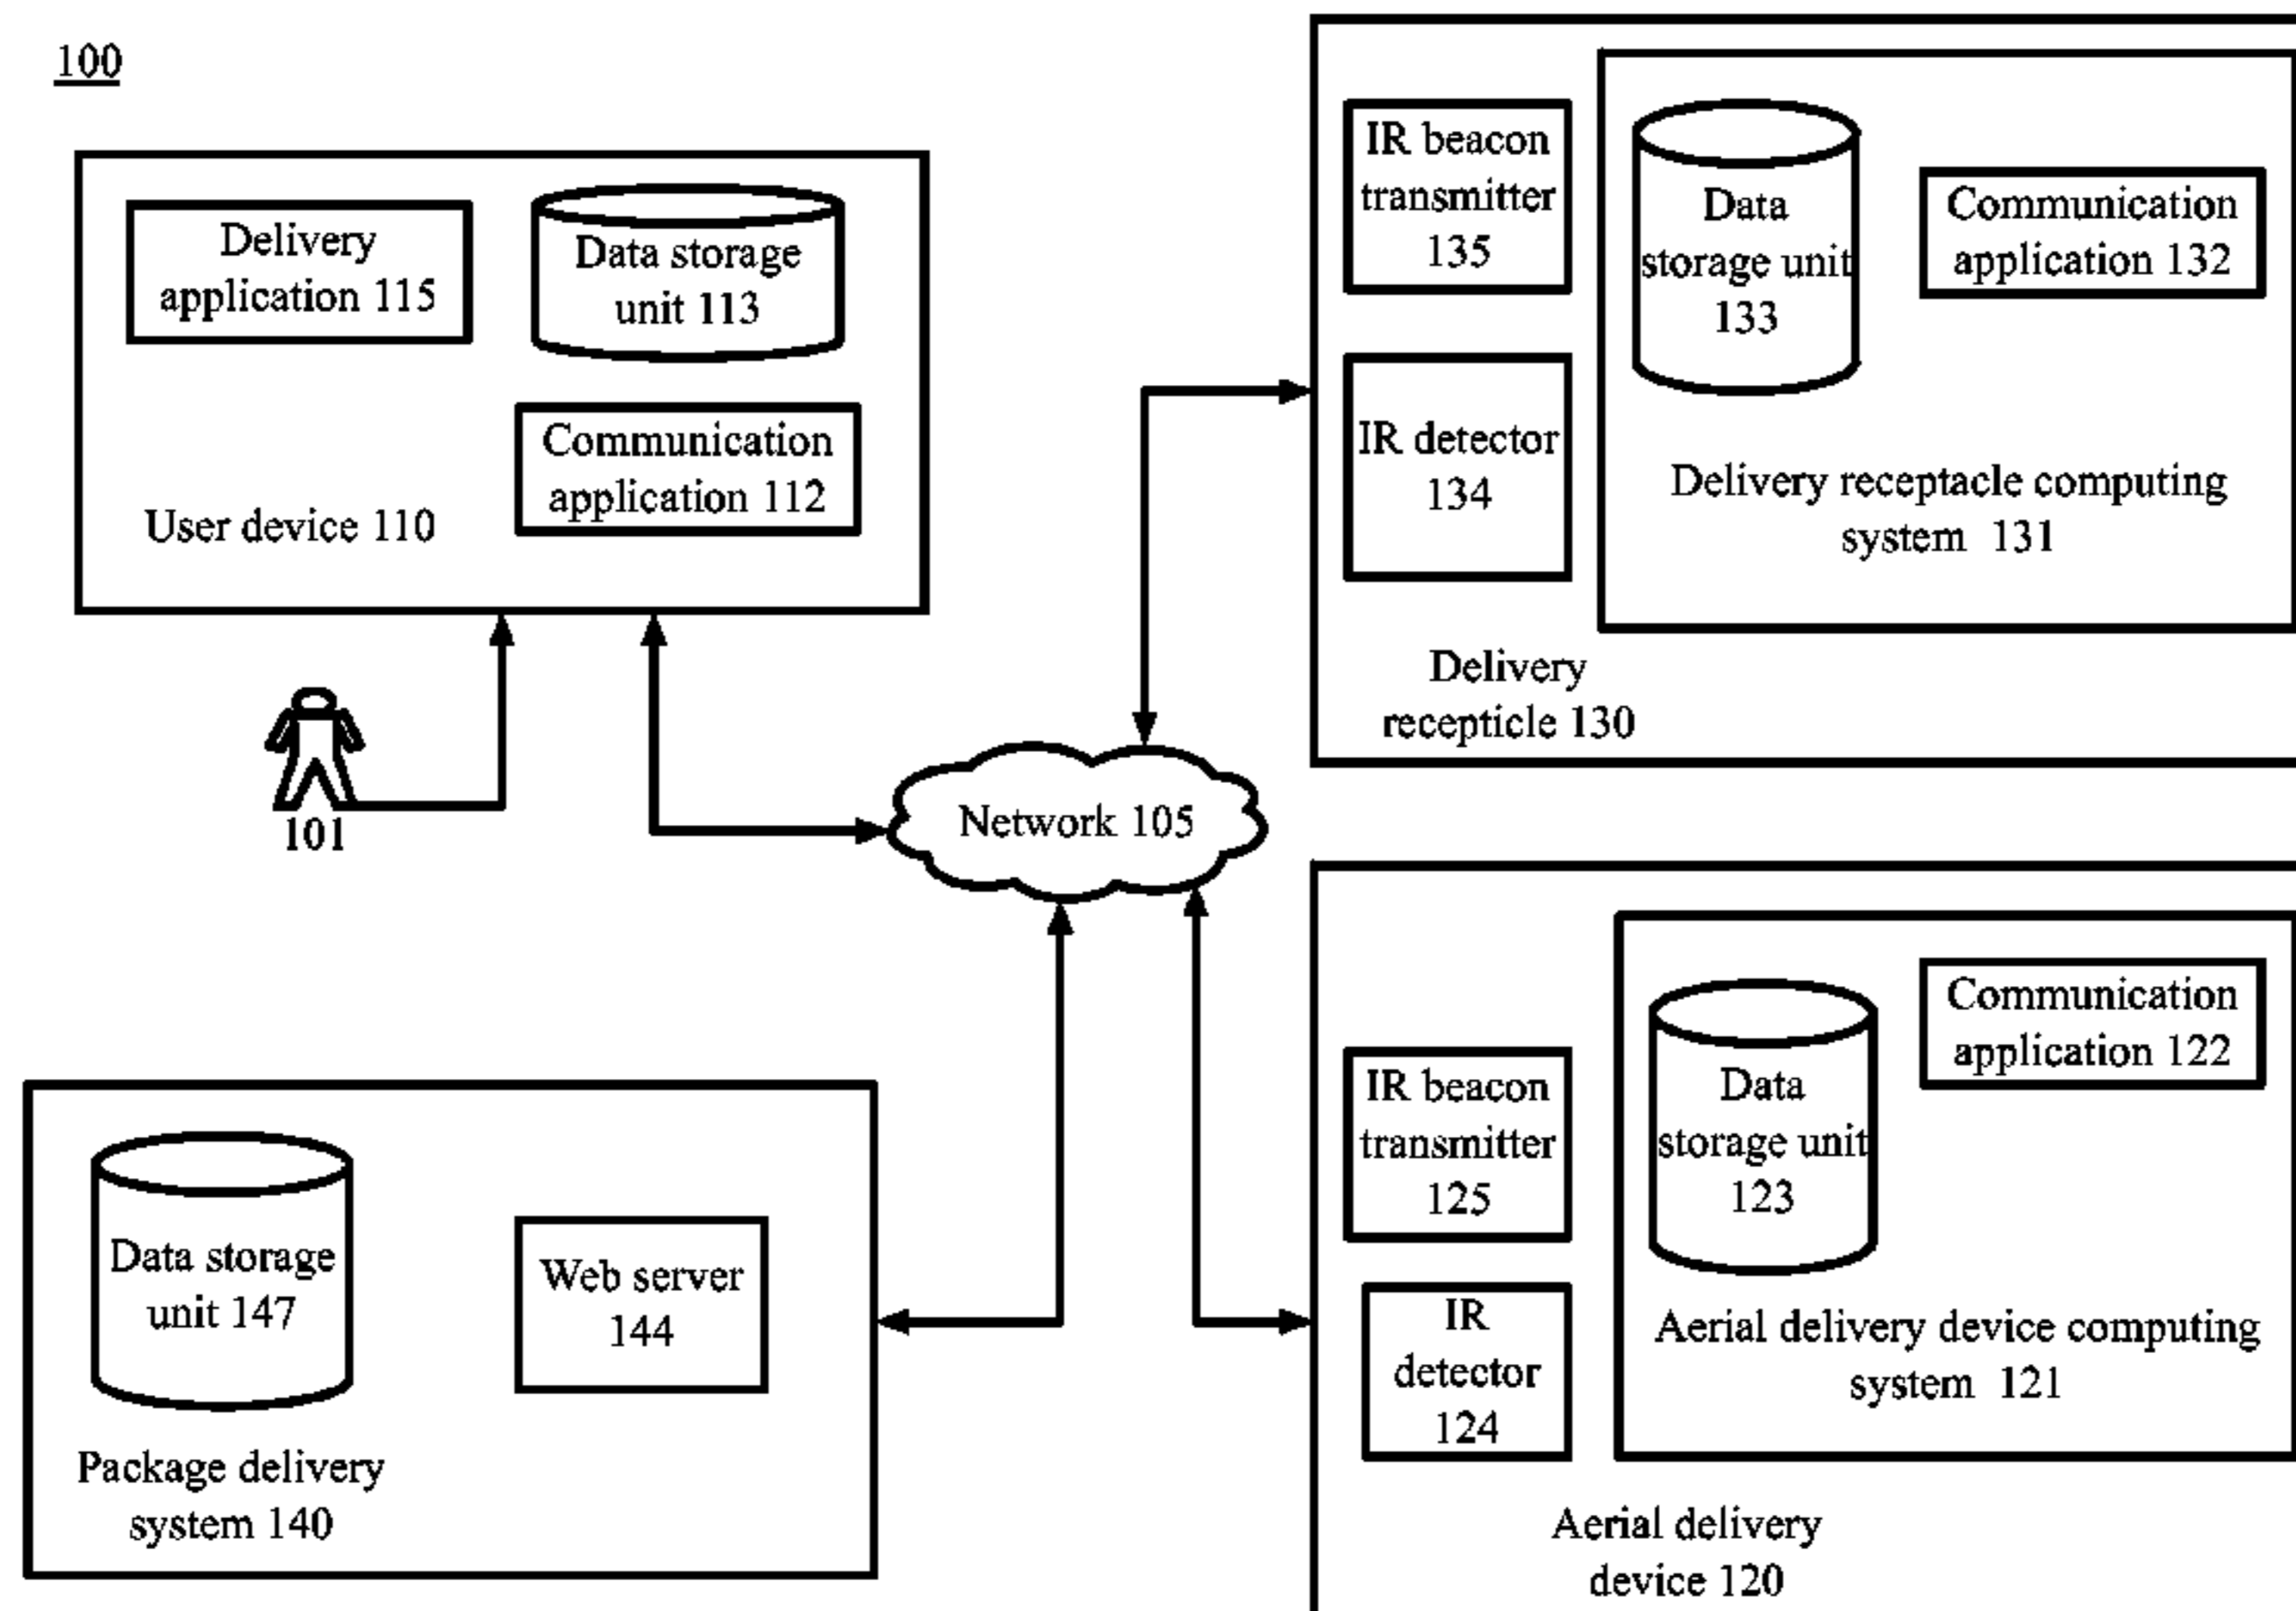 100
Delivery
application 115
Data storage
unit 113
Communication
application 112
User device 110
101
IR beacon
transmitter
135
IR detector
134
Data
storage unit
133
Communication
application 132
Delivery receptacle computing
system 131
Delivery
recepticle 130
Network 105
Data storage
unit 147
Web server
144
Package delivery
system 140
IR beacon
transmitter
125
IR
detector
124
Data
storage unit
123
Communication
application 122
Aerial delivery device computing
system 121
Aerial delivery
device 120